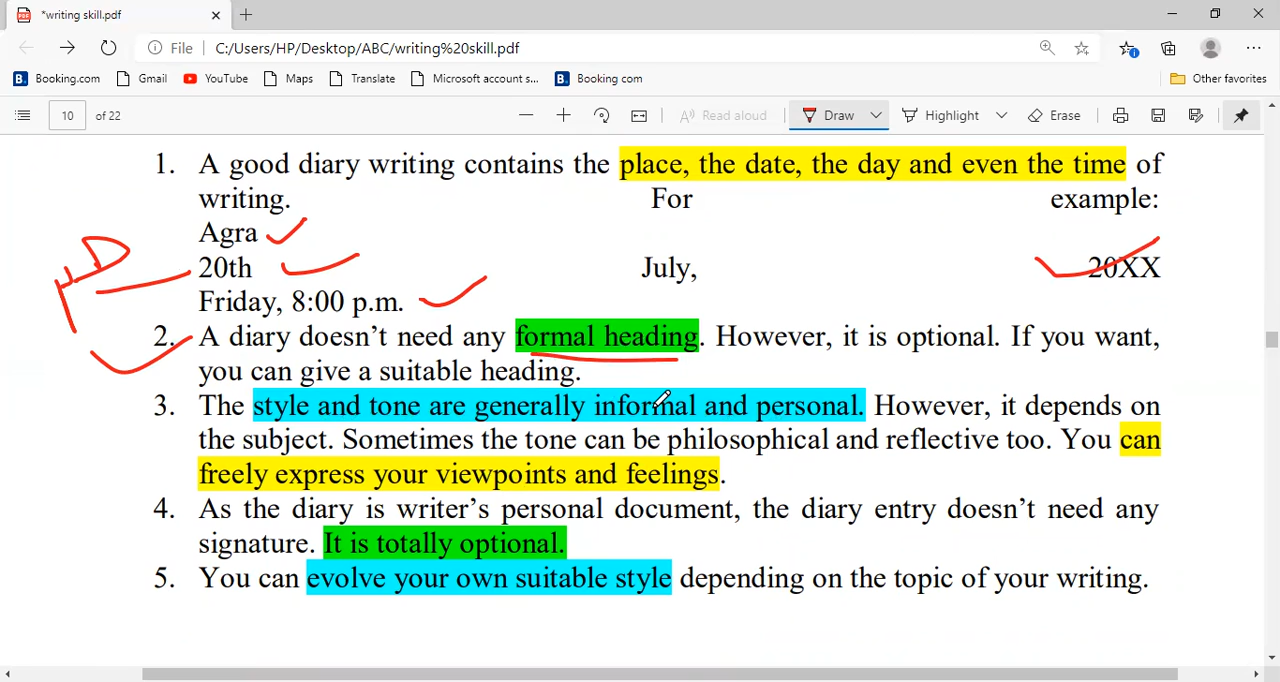 *writing skill.pdf
File C:/Users/HP/Desktop/ABC/writing%20skill.pdf
B. Booking.com Gmail YouTube Maps Translate Microsoft account s... B. Booking com Other favorites
10 of 22 Read aloud Draw Highlight Erase
1. A good diary writing contains the place, the date, the day and even the time of
writing. For example:
Agra
20th July, 20XX
Friday, 8:00 p.m.
2. A diary doesn't need any formal heading. However, it is optional. If you want,
you can give a suitable heading.
3. The style and tone are generally informal and personal. However, it depends on
the subject. Sometimes the tone can be philosophical and reflective too. You can
freely express your viewpoints and feelings.
4. As the diary is writer's personal document, the diary entry doesn't need any
signature. It is totally optional.
5. You can evolve your own suitable style depending on the topic of your writing.